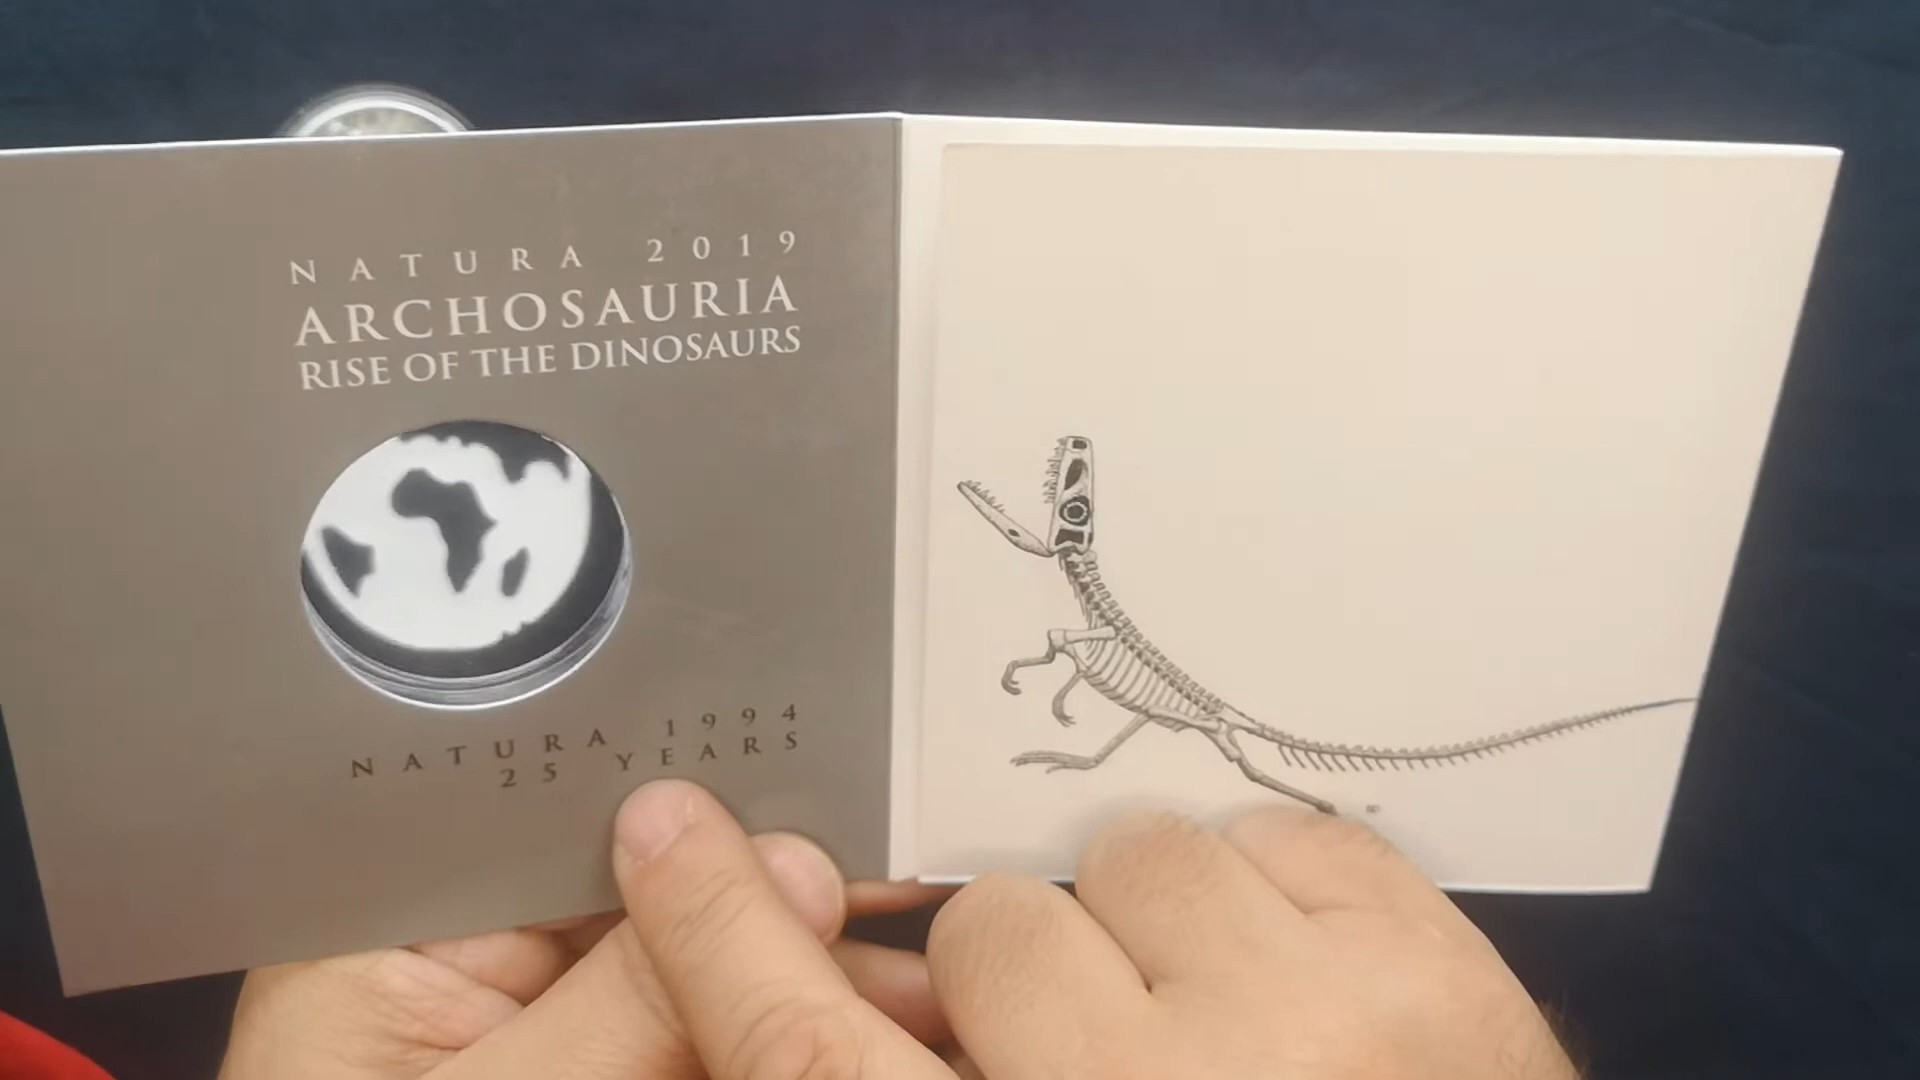 NATURA 2019
ARCHOSAURIA
RISE OF THE DINOSAURS
NATURA 1994
25 YEARS